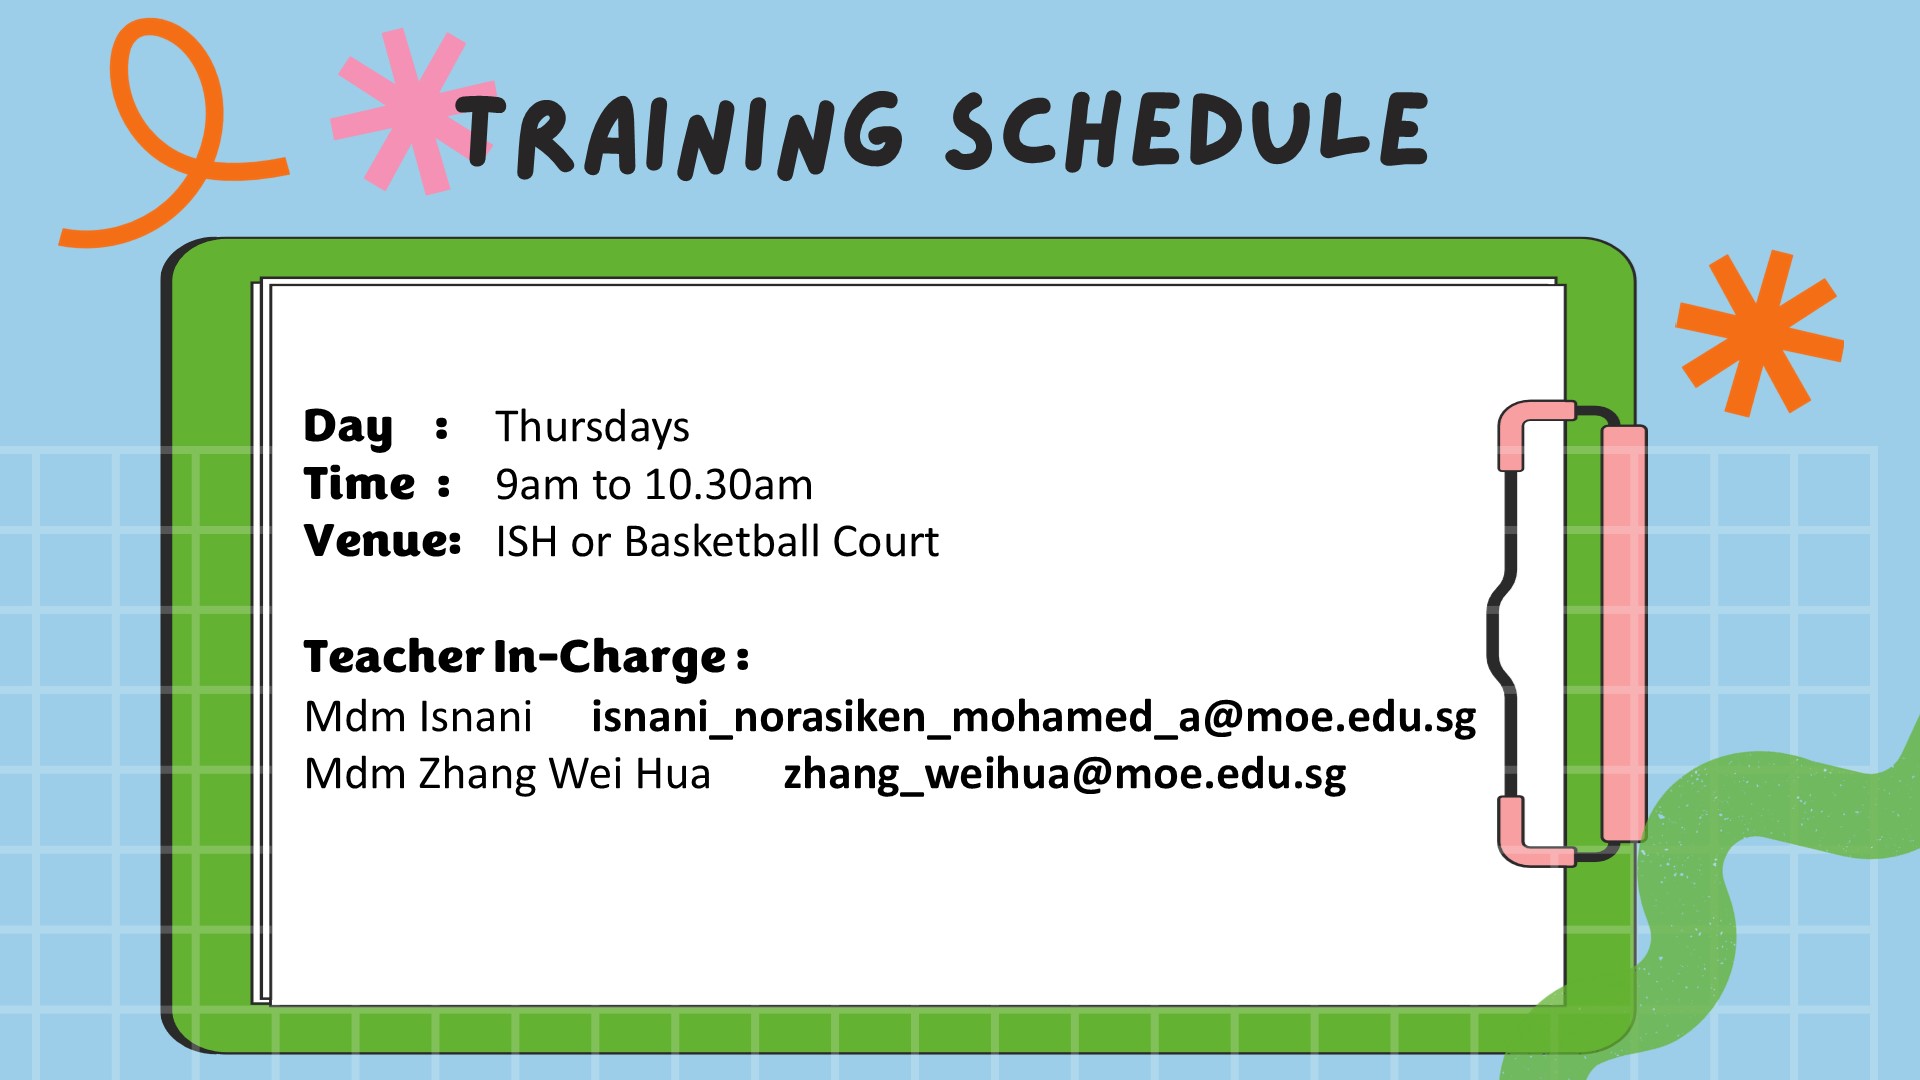 TRAINING SCHEDULE
Day : Thursdays
Time : 9am to 10.30am
Venue: ISH or Basketball Court
Teacher In-Charge :
Mdm Isnani isnani_norasiken_mohamed_a@moe.edu.sg
Mdm Zhang Wei Hua zhang_weihua@moe.edu.sg